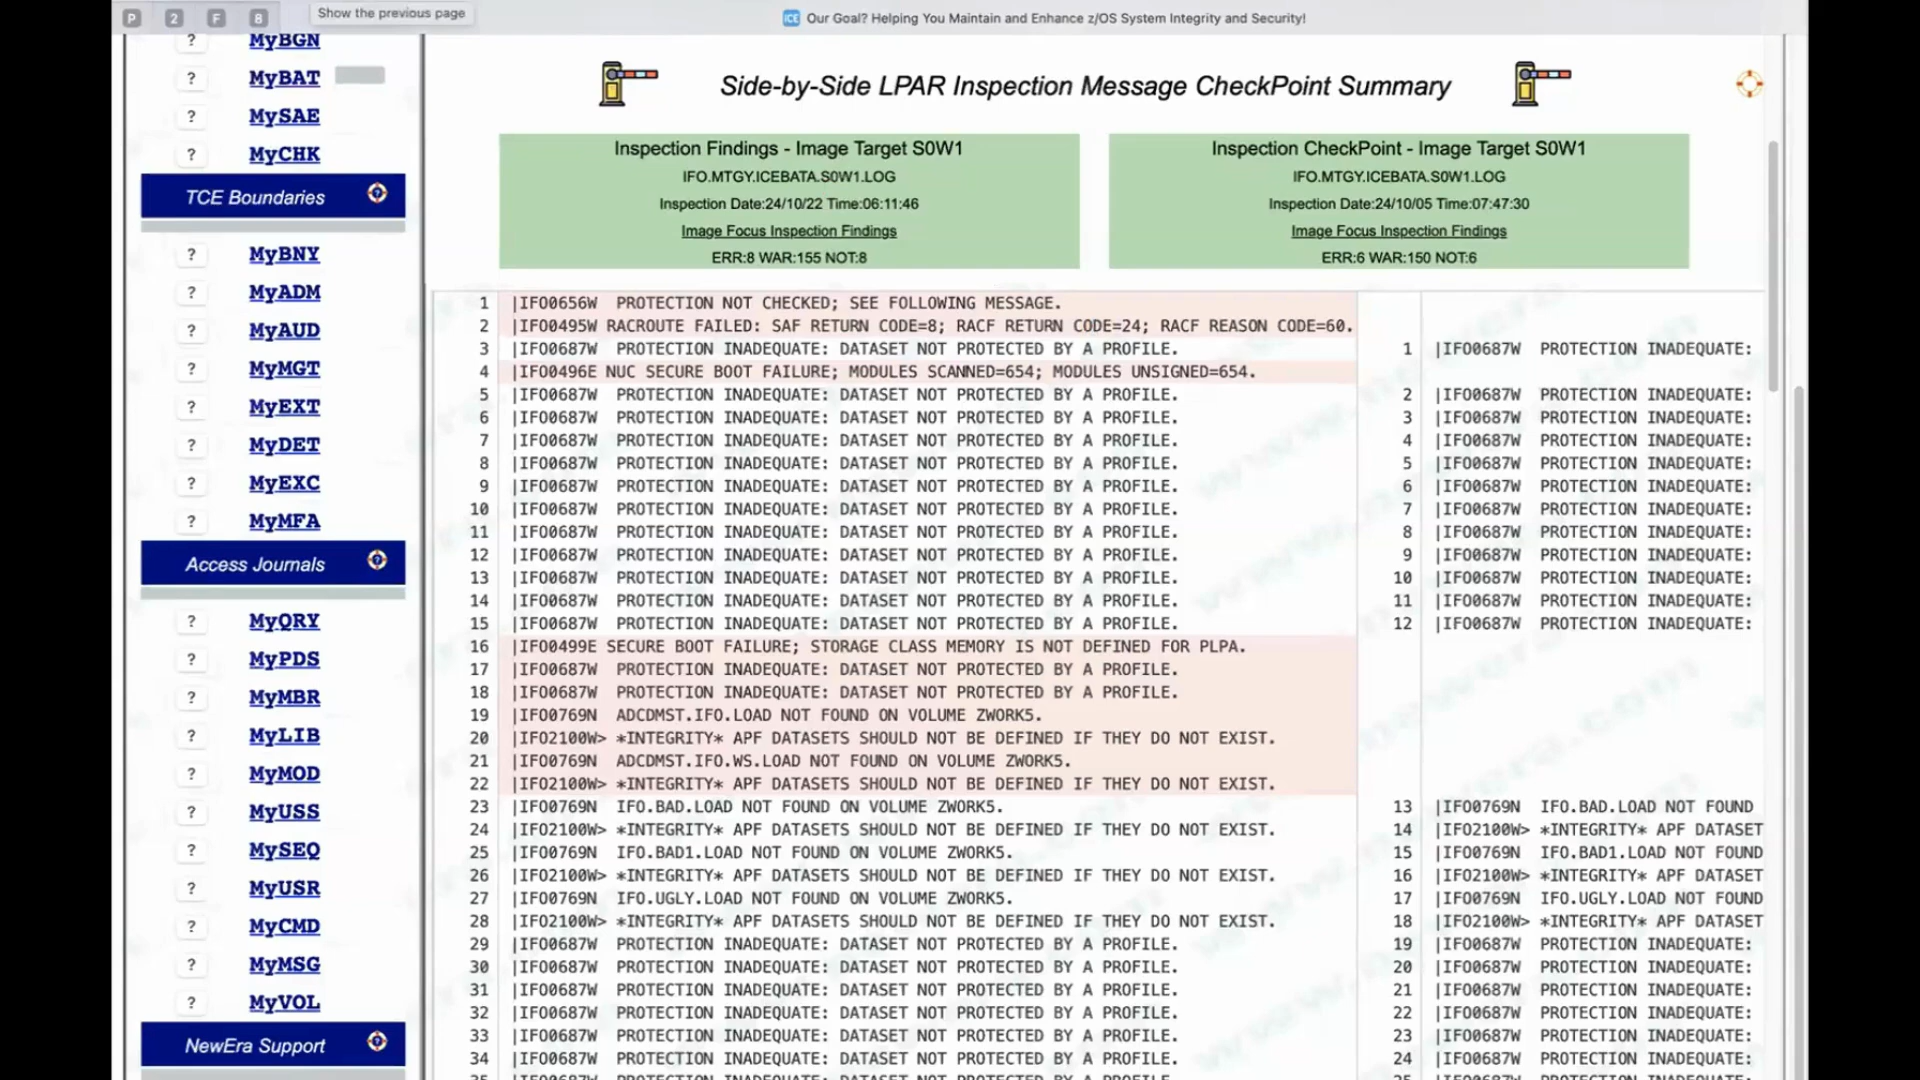 P 2 F 8 Show the previous page
ICE Our Goal? Helping You Maintain and Enhance z/OS System Integrity and Security!
? MyBGN
? MyBAT
? MySAE
? MyCHK
TCE Boundaries
? MyBNY
? MyADM
? MyAUD
? MyMGT
? MyEXT
? MyDET
? MyEXC
? MyMFA
Access Journals
? MyQRY
? MyPDS
? MyMBR
? MyLIB
? MyMOD
? MyUSS
? MySEQ
? MyUSR
? MyCMD
? MyMSG
? MyVOL
NewEra Support
Side-by-Side LPAR Inspection Message CheckPoint Summary
Inspection Findings - Image Target S0W1
IFO.MTGY.ICEBATA.S0W1.LOG
Inspection Date:24/10/22 Time:06:11:46
Image Focus Inspection Findings
ERR:8 WAR:155 NOT:8
Inspection CheckPoint - Image Target S0W1
IFO.MTGY.ICEBATA.S0W1.LOG
Inspection Date:24/10/05 Time:07:47:30
Image Focus Inspection Findings
ERR:6 WAR:150 NOT:6
1 |IFO0656W PROTECTION NOT CHECKED; SEE FOLLOWING MESSAGE.
2 |IFO0495W RACROUTE FAILED: SAF RETURN CODE=8; RACF RETURN CODE=24; RACF REASON CODE=60.
3 |IFO0687W PROTECTION INADEQUATE: DATASET NOT PROTECTED BY A PROFILE. 1 |IFO0687W PROTECTION INADEQUATE:
4 |IFO0496E NUC SECURE BOOT FAILURE; MODULES SCANNED=654; MODULES UNSIGNED=654.
5 |IFO0687W PROTECTION INADEQUATE: DATASET NOT PROTECTED BY A PROFILE. 2 |IFO0687W PROTECTION INADEQUATE:
6 |IFO0687W PROTECTION INADEQUATE: DATASET NOT PROTECTED BY A PROFILE. 3 |IFO0687W PROTECTION INADEQUATE:
7 |IFO0687W PROTECTION INADEQUATE: DATASET NOT PROTECTED BY A PROFILE. 4 |IFO0687W PROTECTION INADEQUATE:
8 |IFO0687W PROTECTION INADEQUATE: DATASET NOT PROTECTED BY A PROFILE. 5 |IFO0687W PROTECTION INADEQUATE:
9 |IFO0687W PROTECTION INADEQUATE: DATASET NOT PROTECTED BY A PROFILE. 6 |IFO0687W PROTECTION INADEQUATE:
10 |IFO0687W PROTECTION INADEQUATE: DATASET NOT PROTECTED BY A PROFILE. 7 |IFO0687W PROTECTION INADEQUATE:
11 |IFO0687W PROTECTION INADEQUATE: DATASET NOT PROTECTED BY A PROFILE. 8 |IFO0687W PROTECTION INADEQUATE:
12 |IFO0687W PROTECTION INADEQUATE: DATASET NOT PROTECTED BY A PROFILE. 9 |IFO0687W PROTECTION INADEQUATE:
13 |IFO0687W PROTECTION INADEQUATE: DATASET NOT PROTECTED BY A PROFILE. 10 |IFO0687W PROTECTION INADEQUATE:
14 |IFO0687W PROTECTION INADEQUATE: DATASET NOT PROTECTED BY A PROFILE. 11 |IFO0687W PROTECTION INADEQUATE:
15 |IFO0687W PROTECTION INADEQUATE: DATASET NOT PROTECTED BY A PROFILE. 12 |IFO0687W PROTECTION INADEQUATE:
16 |IFO0499E SECURE BOOT FAILURE; STORAGE CLASS MEMORY IS NOT DEFINED FOR PLPA.
17 |IFO0687W PROTECTION INADEQUATE: DATASET NOT PROTECTED BY A PROFILE.
18 |IFO0687W PROTECTION INADEQUATE: DATASET NOT PROTECTED BY A PROFILE.
19 |IFO0769N ADCDMST.IFO.LOAD NOT FOUND ON VOLUME ZWORK5.
20 |IFO2100W> *INTEGRITY* APF DATASETS SHOULD NOT BE DEFINED IF THEY DO NOT EXIST.
21 |IFO0769N ADCDMST.IFO.WS.LOAD NOT FOUND ON VOLUME ZWORK5.
22 |IFO2100W> *INTEGRITY* APF DATASETS SHOULD NOT BE DEFINED IF THEY DO NOT EXIST.
23 |IFO0769N IFO.BAD.LOAD NOT FOUND ON VOLUME ZWORK5. 13 |IFO0769N IFO.BAD.LOAD NOT FOUND
24 |IFO2100W> *INTEGRITY* APF DATASETS SHOULD NOT BE DEFINED IF THEY DO NOT EXIST. 14 |IFO2100W> *INTEGRITY* APF DATASET
25 |IFO0769N IFO.BAD1.LOAD NOT FOUND ON VOLUME ZWORK5. 15 |IFO0769N IFO.BAD1.LOAD NOT FOUND
26 |IFO2100W> *INTEGRITY* APF DATASETS SHOULD NOT BE DEFINED IF THEY DO NOT EXIST. 16 |IFO2100W> *INTEGRITY* APF DATASET
27 |IFO0769N IFO.UGLY.LOAD NOT FOUND ON VOLUME ZWORK5. 17 |IFO0769N IFO.UGLY.LOAD NOT FOUND
28 |IFO2100W> *INTEGRITY* APF DATASETS SHOULD NOT BE DEFINED IF THEY DO NOT EXIST. 18 |IFO2100W> *INTEGRITY* APF DATASET
29 |IFO0687W PROTECTION INADEQUATE: DATASET NOT PROTECTED BY A PROFILE. 19 |IFO0687W PROTECTION INADEQUATE:
30 |IFO0687W PROTECTION INADEQUATE: DATASET NOT PROTECTED BY A PROFILE. 20 |IFO0687W PROTECTION INADEQUATE:
31 |IFO0687W PROTECTION INADEQUATE: DATASET NOT PROTECTED BY A PROFILE. 21 |IFO0687W PROTECTION INADEQUATE:
32 |IFO0687W PROTECTION INADEQUATE: DATASET NOT PROTECTED BY A PROFILE. 22 |IFO0687W PROTECTION INADEQUATE:
33 |IFO0687W PROTECTION INADEQUATE: DATASET NOT PROTECTED BY A PROFILE. 23 |IFO0687W PROTECTION INADEQUATE:
34 |IFO0687W PROTECTION INADEQUATE: DATASET NOT PROTECTED BY A PROFILE. 24 |IFO0687W PROTECTION INADEQUATE: